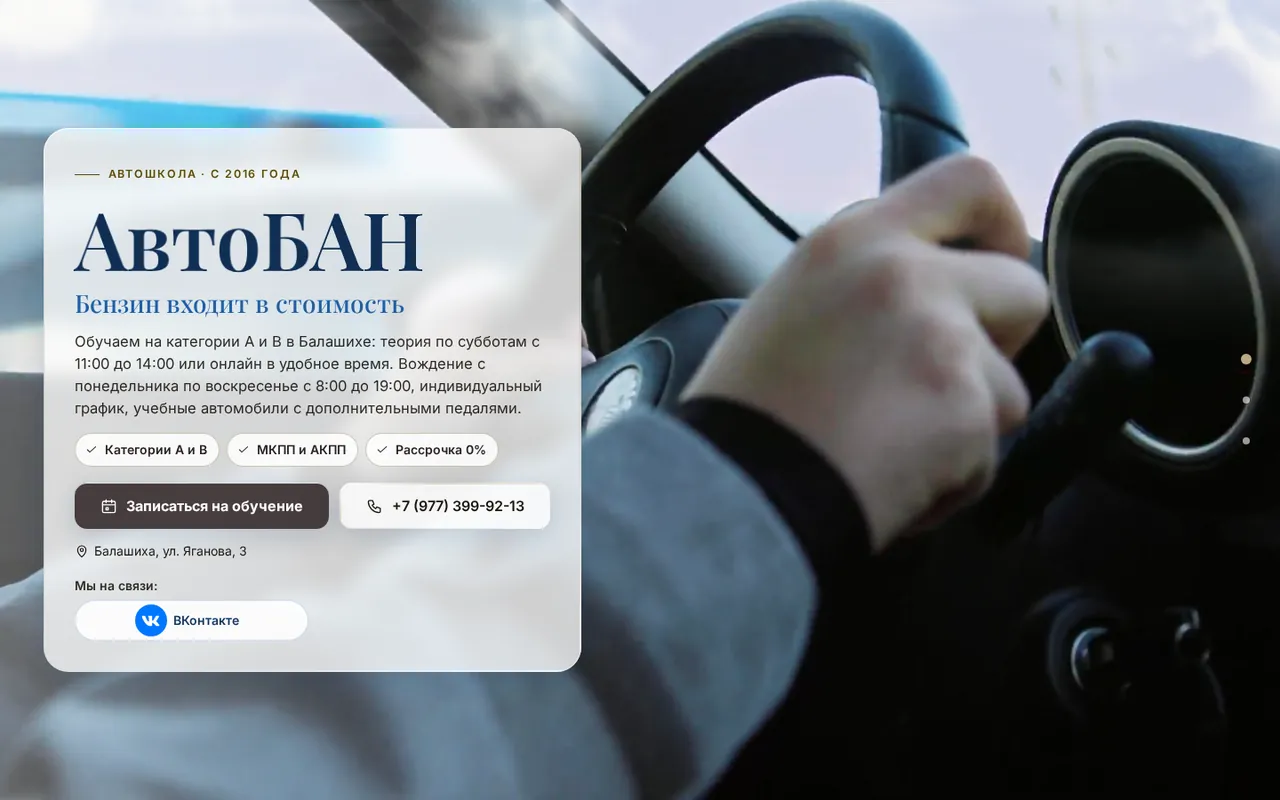 АВТОШКОЛА · С 2016 ГОДА
АвтоБАН
Бензин входит в стоимость
Обучаем на категории A и B в Балашихе: теория по субботам с
11:00 до 14:00 или онлайн в удобное время. Вождение с
понедельника по воскресенье с 8:00 до 19:00, индивидуальный
график, учебные автомобили с дополнительными педалями.
Категории A и B
МКПП и АКПП
Рассрочка 0%
Записаться на обучение
+7 (977) 399-92-13
Балашиха, ул. Яганова, 3
Мы на связи:
ВКонтакте